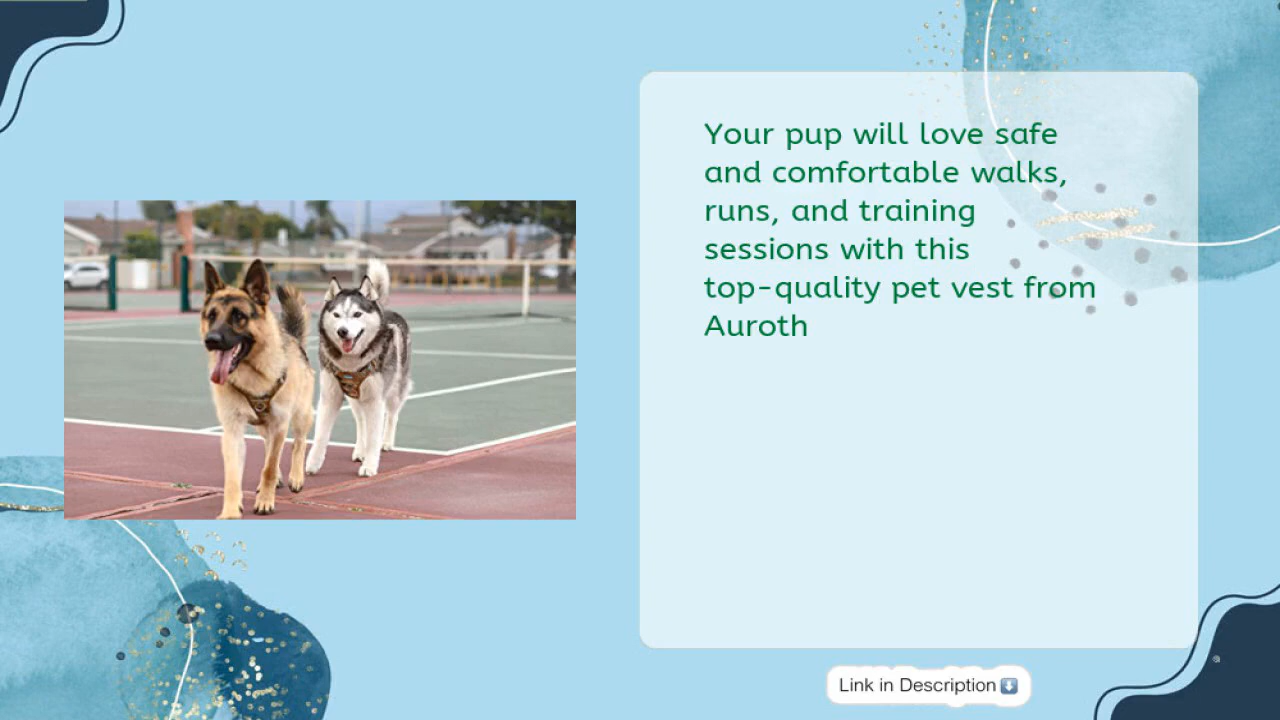 Your pup will love safe
and comfortable walks,
runs, and training
sessions with this
top-quality pet vest from
Auroth
Link in Description